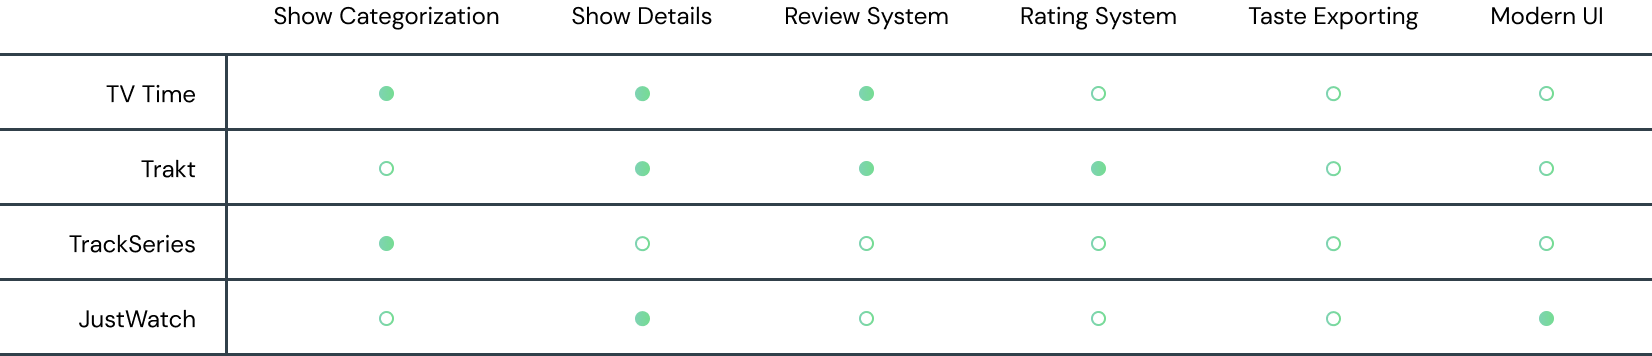 Show Categorization Show Details Review System Rating System Taste Exporting Modern UI
TV Time
Trakt
TrackSeries
JustWatch